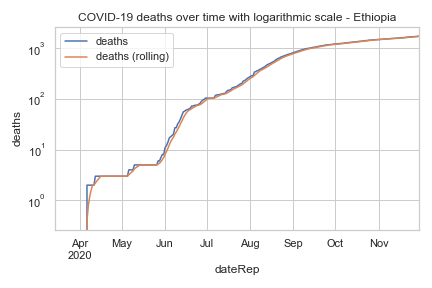 COVID-19 deaths over time with logarithmic scale - Ethiopia
deaths
deaths (rolling)
10³
10²
10¹
10⁰
deaths
Apr May Jun Jul Aug Sep Oct Nov
2020
dateRep